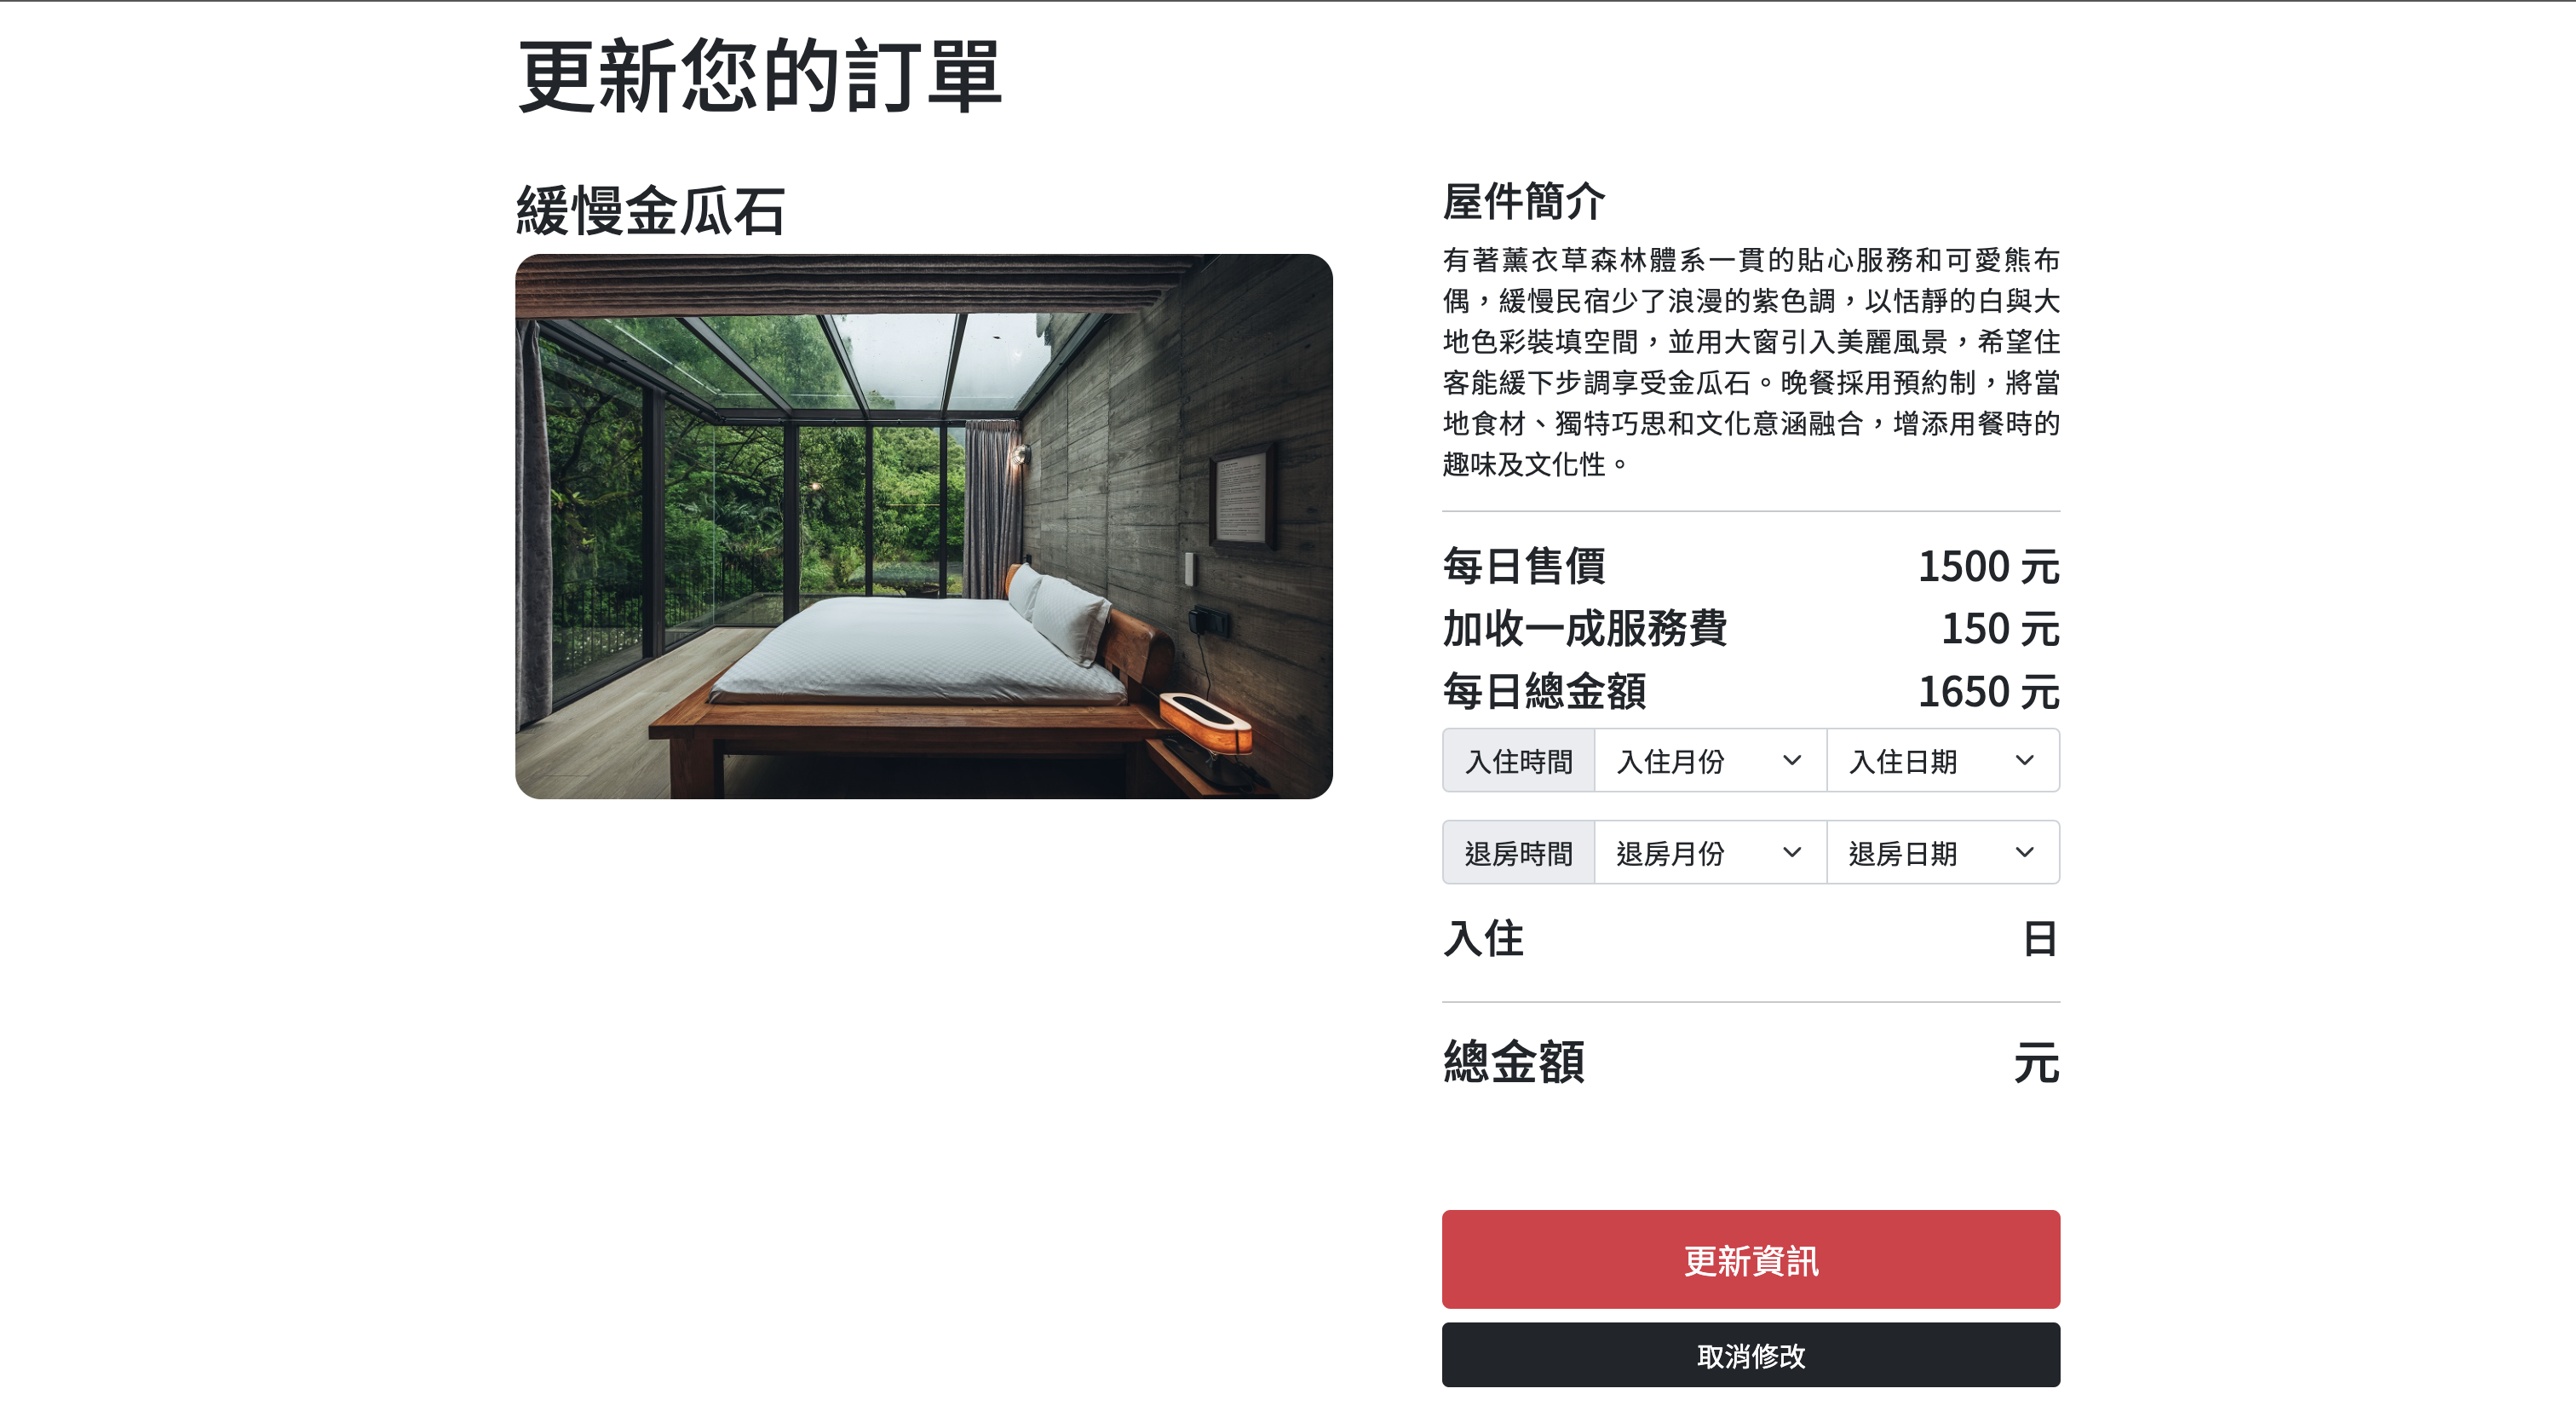 更新您的訂單
緩慢金瓜石
屋件簡介
有著薰衣草森林體系一貫的貼心服務和可愛熊布
偶，緩慢民宿少了浪漫的紫色調，以恬靜的白與大
地色彩裝填空間，並用大窗引入美麗風景，希望住
客能緩下步調享受金瓜石。晚餐採用預約制，將當
地食材、獨特巧思和文化意涵融合，增添用餐時的
趣味及文化性。
每日售價 1500 元
加收一成服務費 150 元
每日總金額 1650 元
入住時間 入住月份 入住日期
退房時間 退房月份 退房日期
入住 日
總金額 元
更新資訊
取消修改